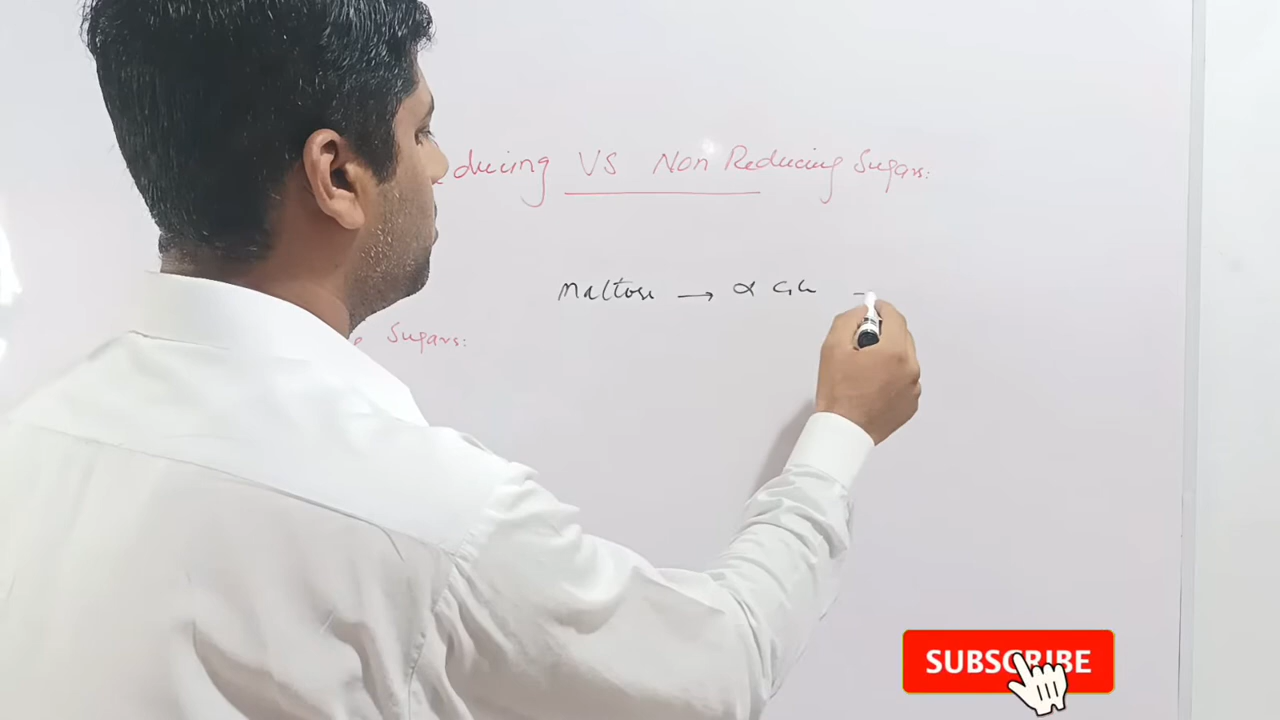 ducing VS Non Reducing Sugars:
Maltose → α Glu –
Sugars:
SUBSCRIBE